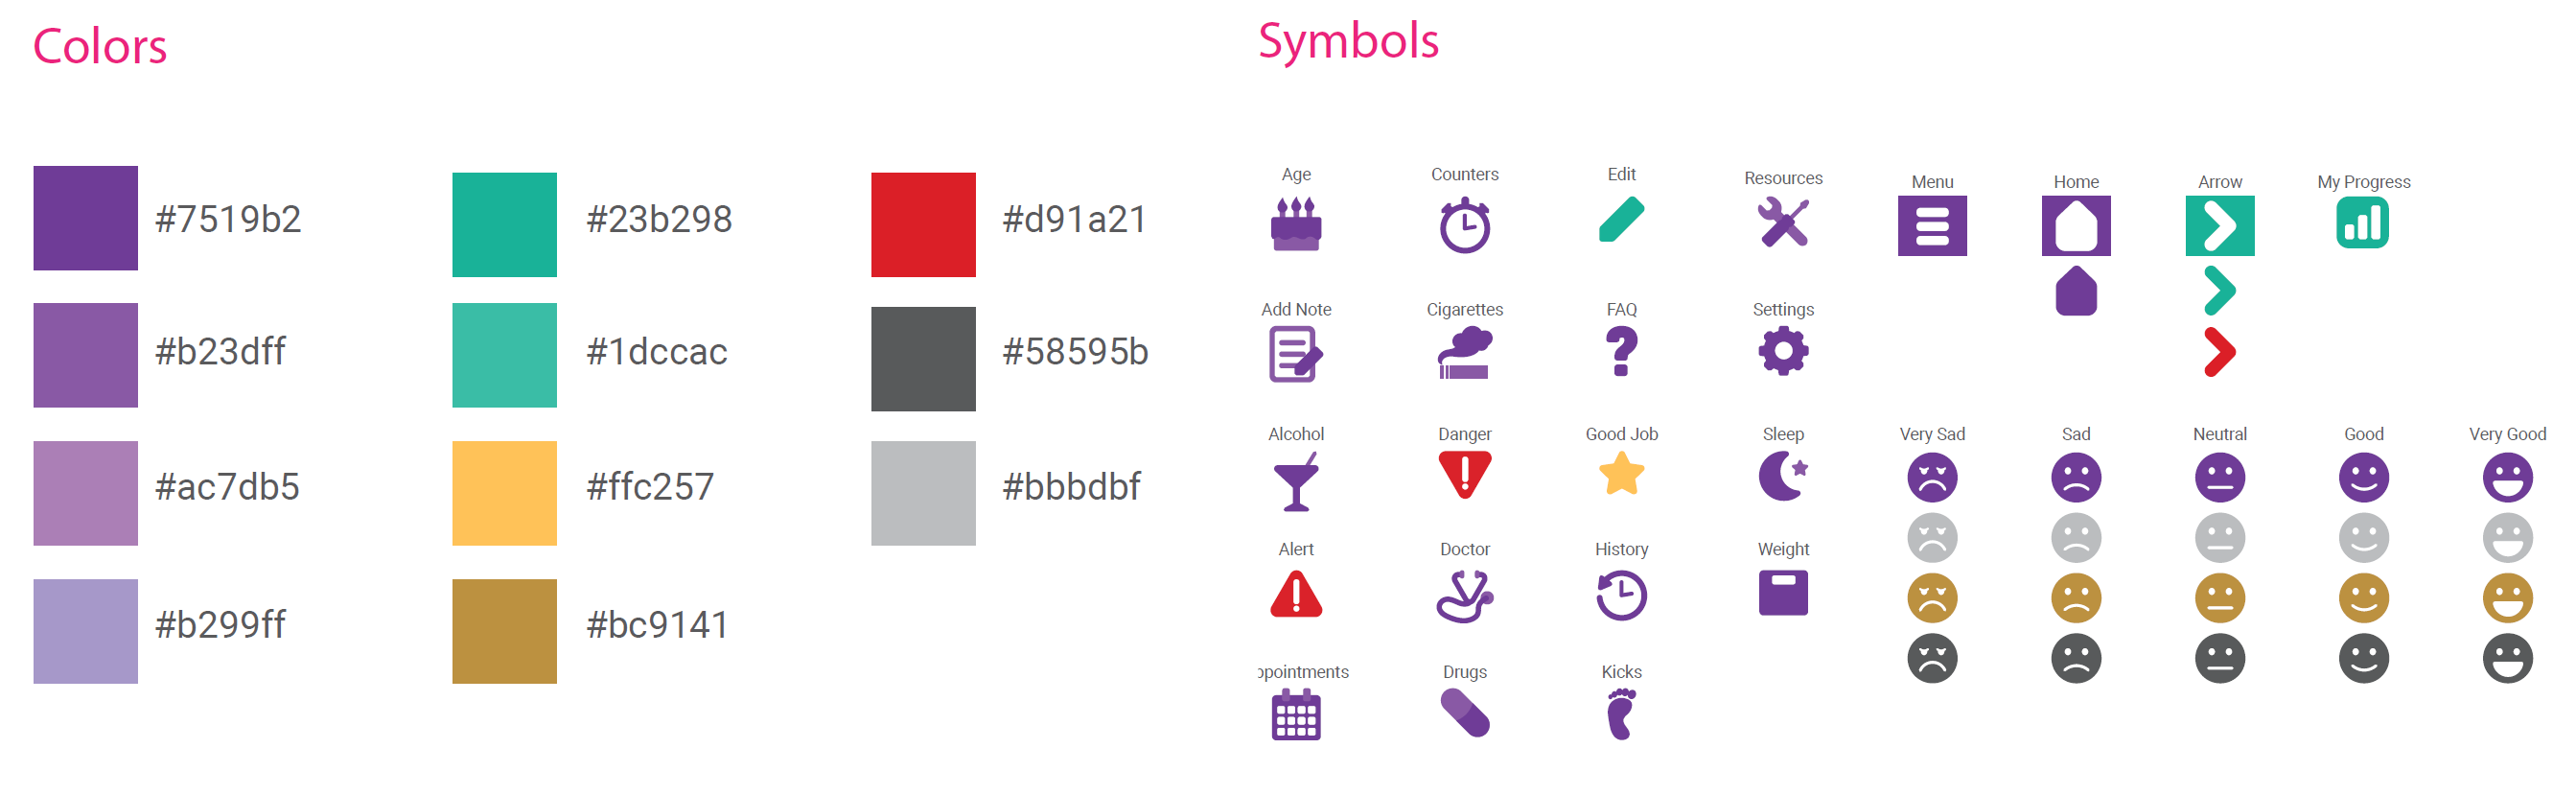 Colors
#7519b2
#23b298
#d91a21
#b23dff
#1dccac
#58595b
#ac7db5
#ffc257
#bbbdbf
#b299ff
#bc9141
Symbols
Age
Counters
Edit
Resources
Menu
Home
Arrow
My Progress
Add Note
Cigarettes
FAQ
Settings
Alcohol
Danger
Good Job
Sleep
Very Sad
Sad
Neutral
Good
Very Good
Alert
Doctor
History
Weight
ppointments
Drugs
Kicks